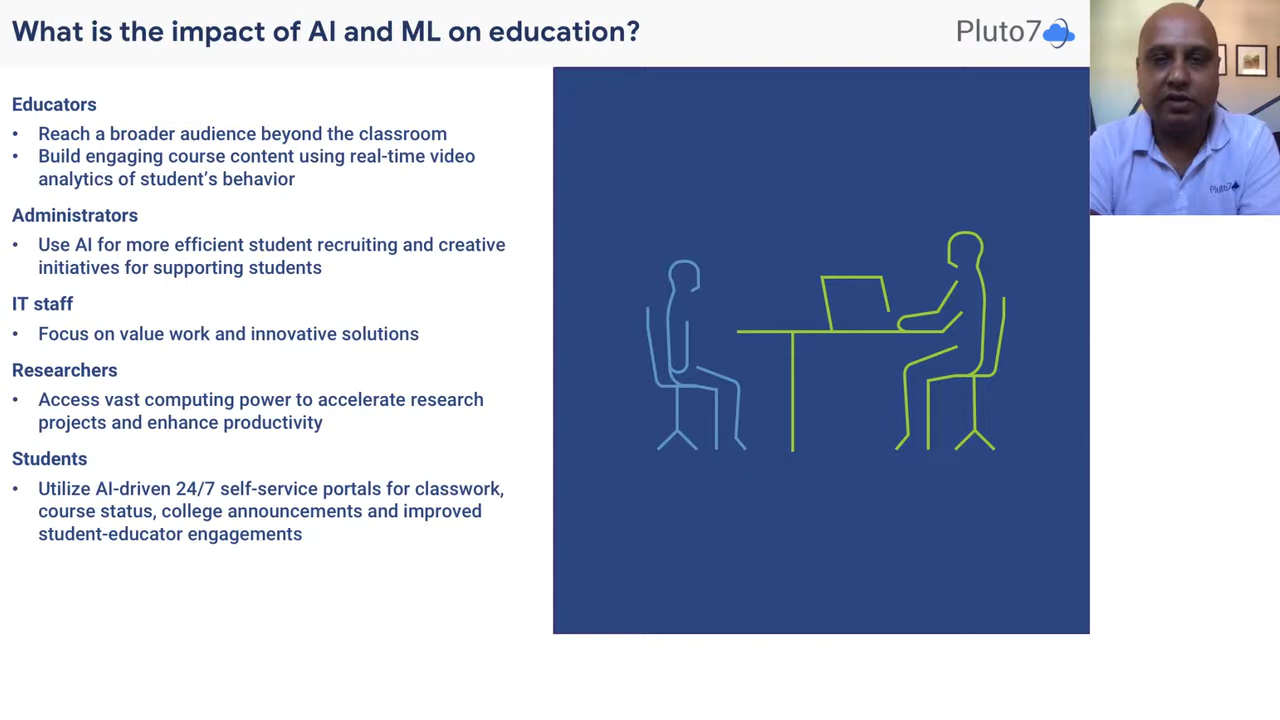 What is the impact of AI and ML on education?
Pluto7
Educators
• Reach a broader audience beyond the classroom
• Build engaging course content using real-time video
analytics of student's behavior
Administrators
• Use AI for more efficient student recruiting and creative
initiatives for supporting students
IT staff
• Focus on value work and innovative solutions
Researchers
• Access vast computing power to accelerate research
projects and enhance productivity
Students
• Utilize AI-driven 24/7 self-service portals for classwork,
course status, college announcements and improved
student-educator engagements
Pluto7